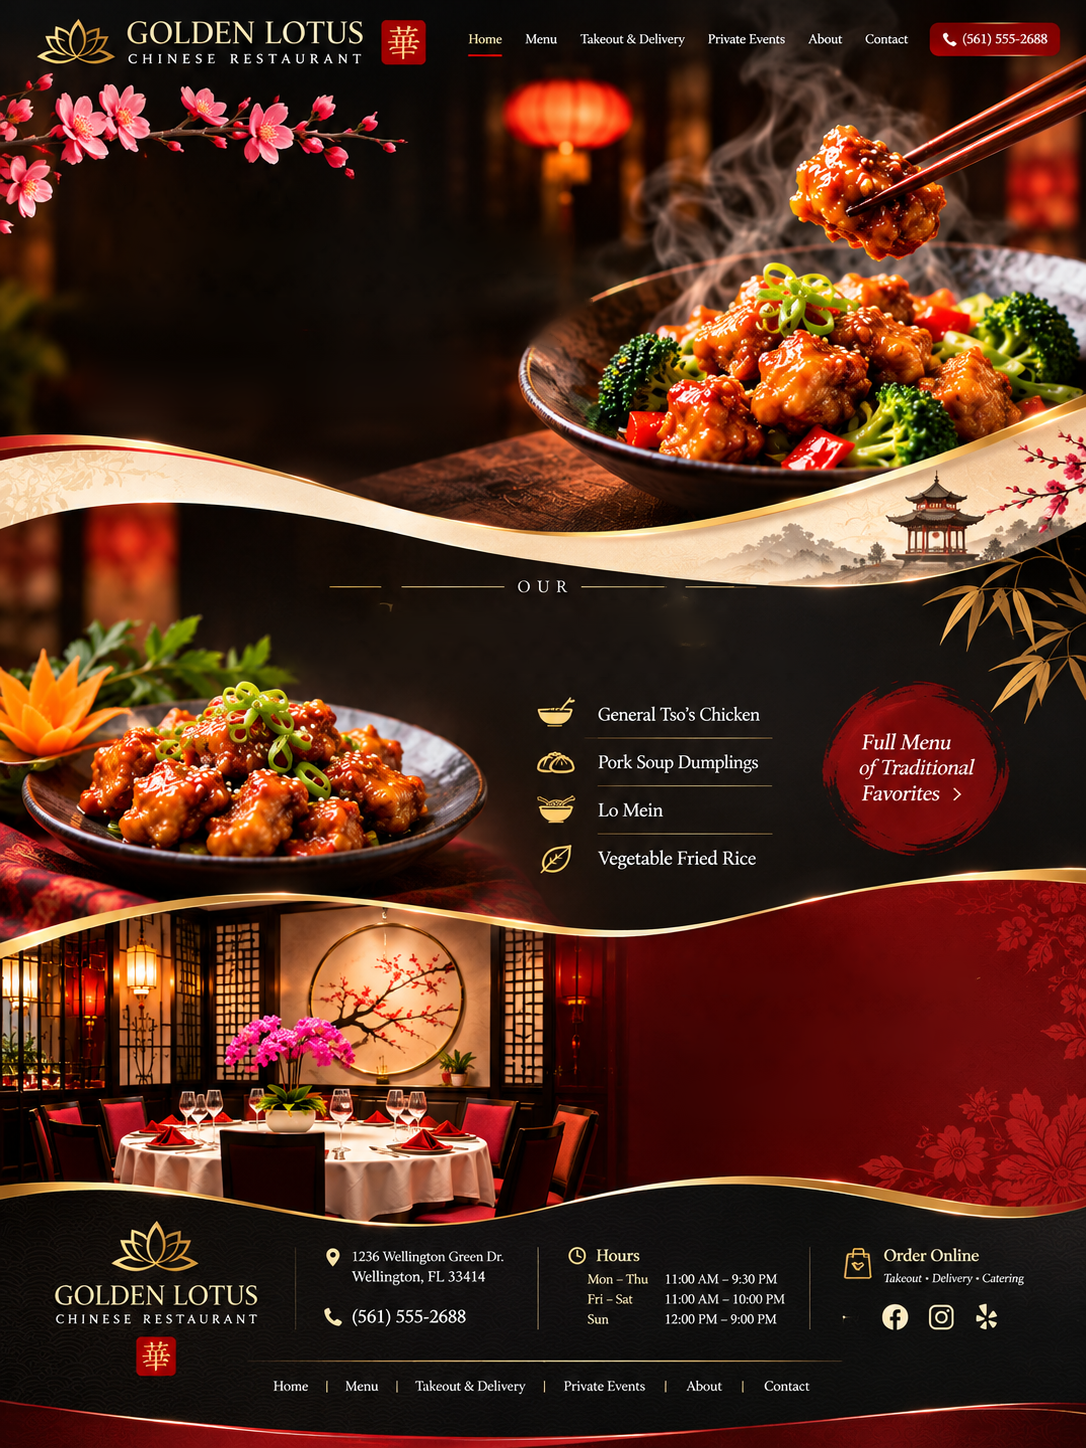 GOLDEN LOTUS
CHINESE RESTAURANT
華
Home Menu Takeout & Delivery Private Events About Contact (561) 555-2688
OUR
General Tso's Chicken
Pork Soup Dumplings
Lo Mein
Vegetable Fried Rice
Full Menu
of Traditional
Favorites >
GOLDEN LOTUS
CHINESE RESTAURANT
華
1236 Wellington Green Dr.
Wellington, FL 33414
(561) 555-2688
Hours
Mon – Thu 11:00 AM – 9:30 PM
Fri – Sat 11:00 AM – 10:00 PM
Sun 12:00 PM – 9:00 PM
Order Online
Takeout • Delivery • Catering
Home | Menu | Takeout & Delivery | Private Events | About | Contact